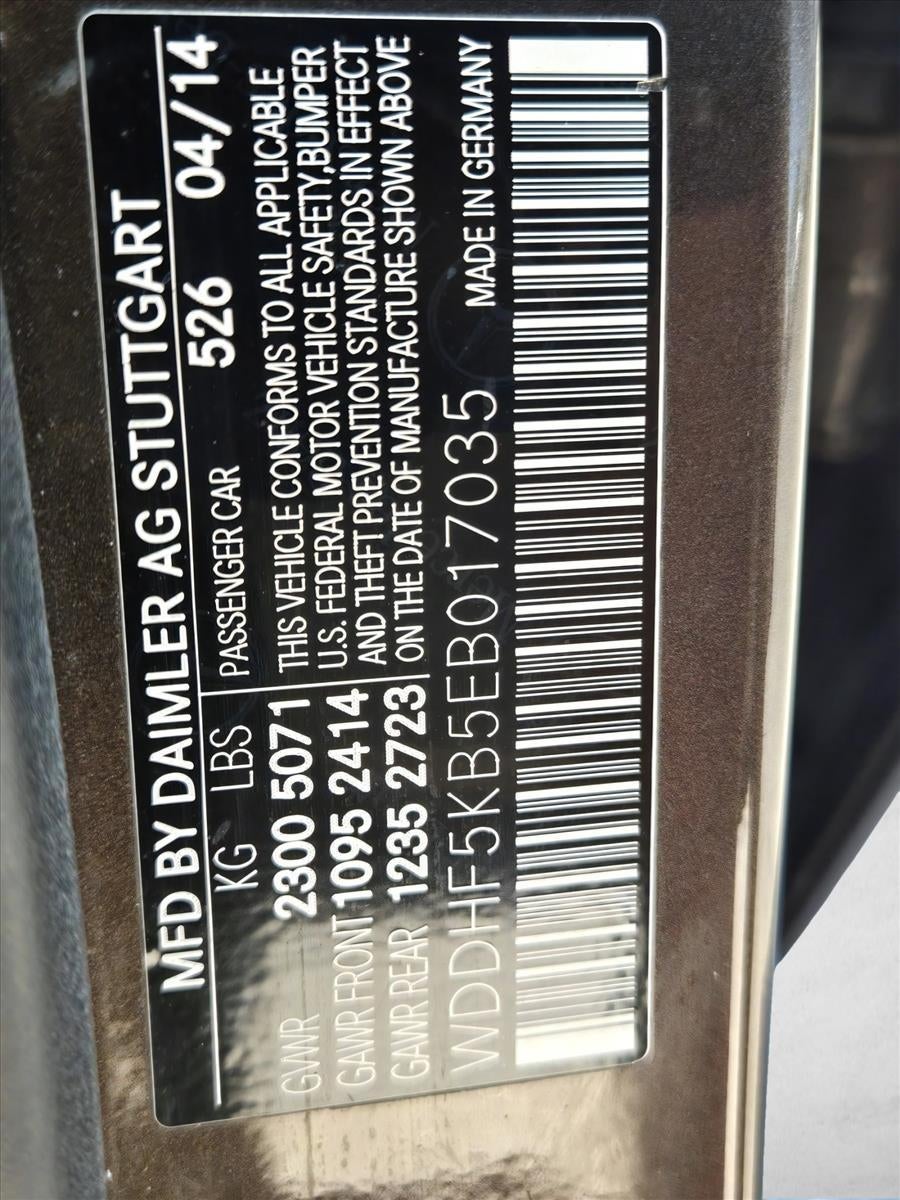 MFD BY DAIMLER AG STUTTGART
KG LBS PASSENGER CAR 526 04/14
GVWR 2300 5071 THIS VEHICLE CONFORMS TO ALL APPLICABLE
U.S. FEDERAL MOTOR VEHICLE SAFETY,BUMPER
GAWR FRONT 1095 2414 AND THEFT PREVENTION STANDARDS IN EFFECT
GAWR REAR 1235 2723 ON THE DATE OF MANUFACTURE SHOWN ABOVE
WDDHF5KB5EB017035 MADE IN GERMANY